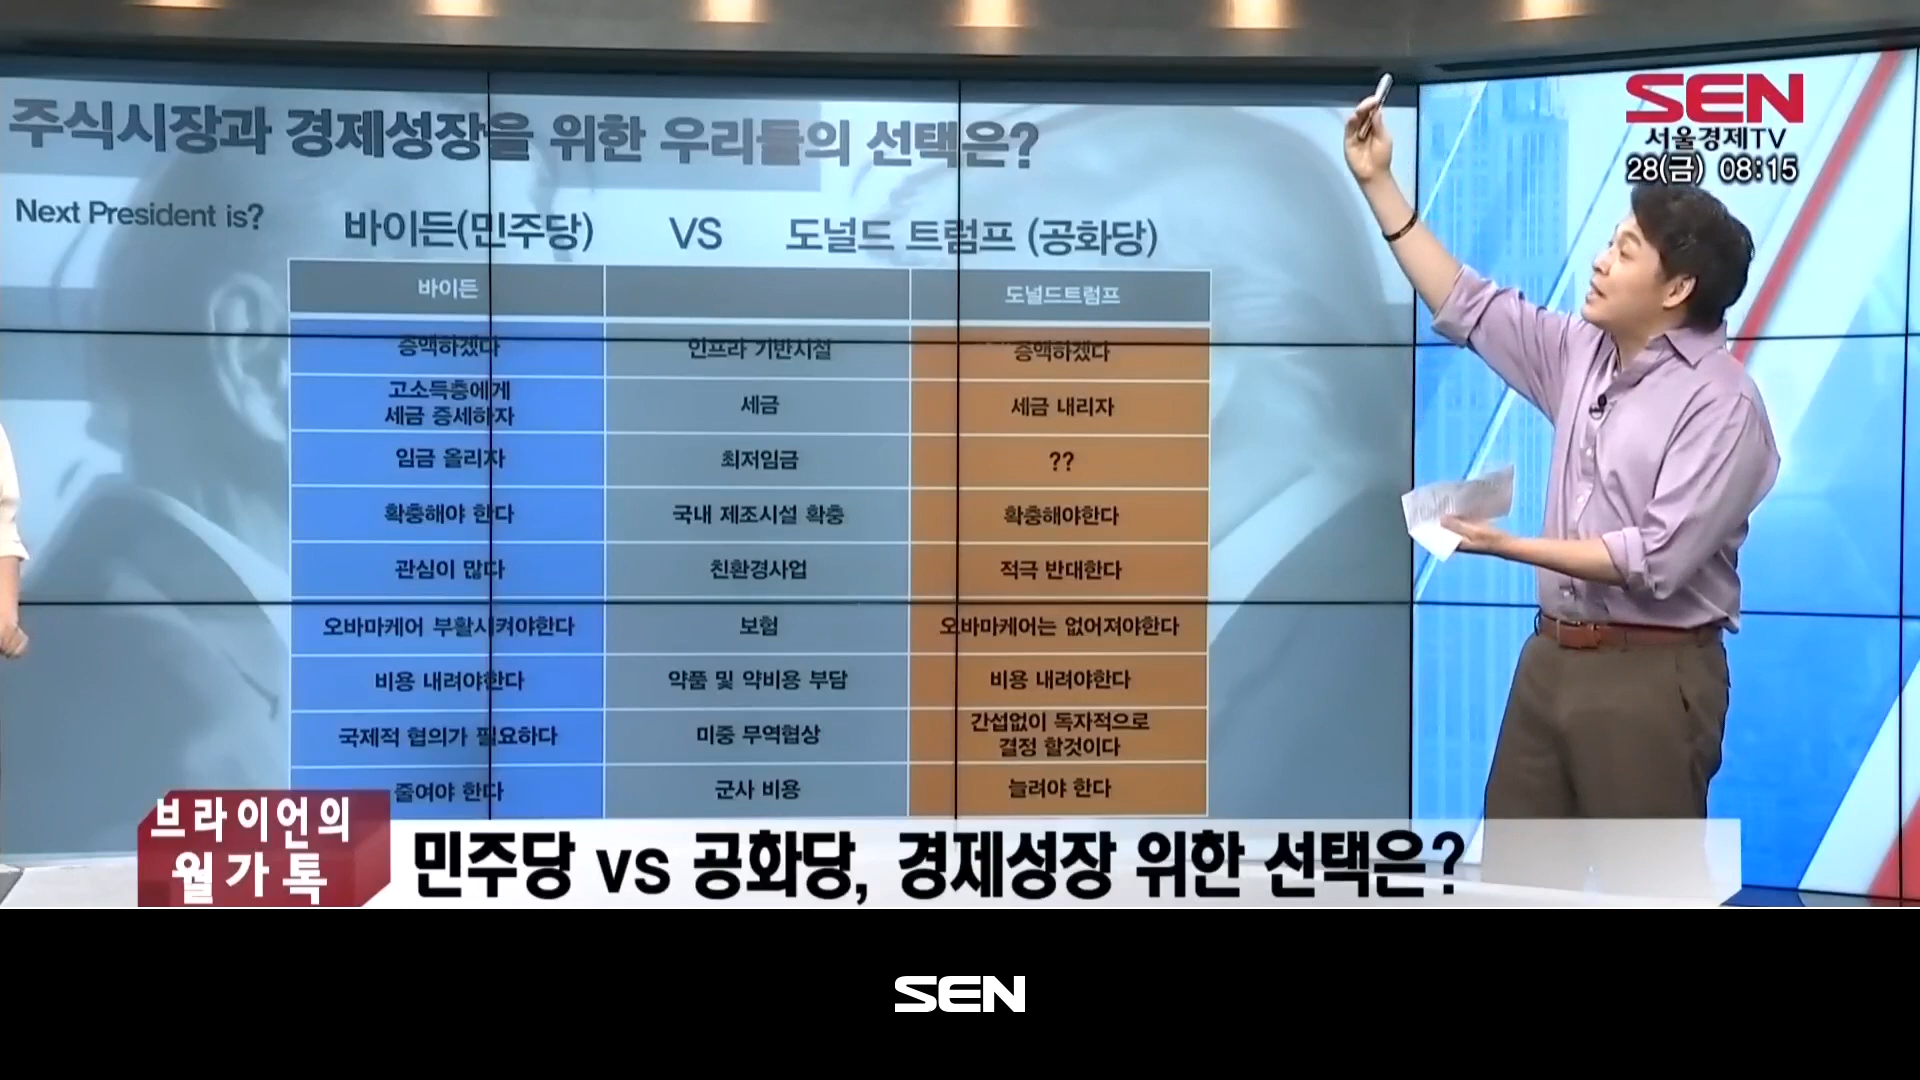 SEN
서울경제TV
28(금) 08:15
주식시장과 경제성장을 위한 우리들의 선택은?
Next President is?
바이든(민주당) VS 도널드 트럼프 (공화당)
바이든 도널드트럼프
증액하겠다 인프라 기반시설 증액하겠다
고소득층에게
세금 증세하자 세금 세금 내리자
임금 올리자 최저임금 ??
확충해야 한다 국내 제조시설 확충 확충해야한다
관심이 많다 친환경사업 적극 반대한다
오바마케어 부활시켜야한다 보험 오바마케어는 없어져야한다
비용 내려야한다 약품 및 약비용 부담 비용 내려야한다
국제적 협의가 필요하다 미중 무역협상 간섭없이 독자적으로
결정 할것이다
줄여야 한다 군사 비용 늘려야 한다
브라이언의
월가톡
민주당 vs 공화당, 경제성장 위한 선택은?
SEN